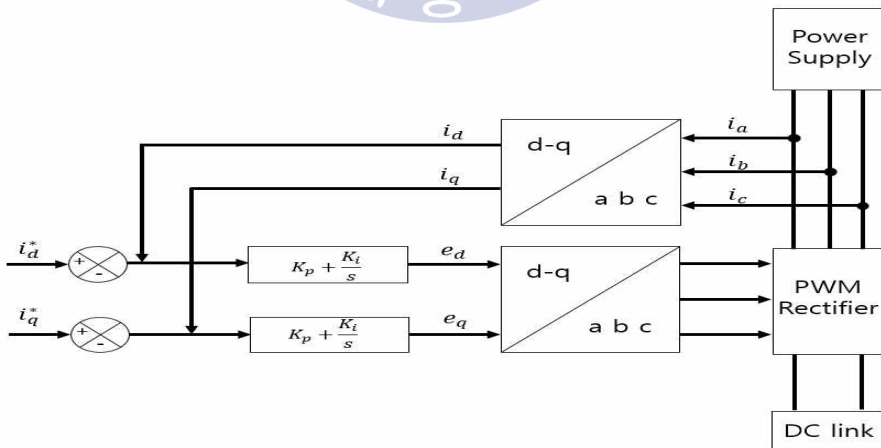 Power
Supply
i_d
i_q
d-q
a b c
i_a
i_b
i_c
i_d^*
+
-
K_p + K_i/s
e_d
d-q
a b c
PWM
Rectifier
i_q^*
+
-
K_p + K_i/s
e_q
DC link